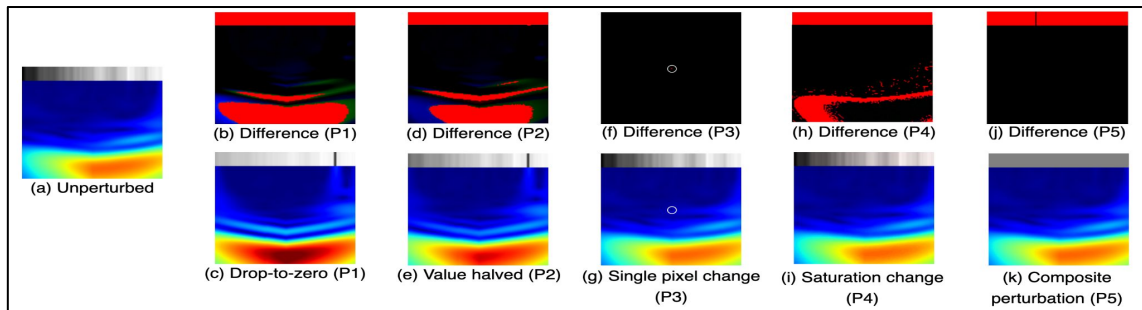 (a) Unperturbed
(b) Difference (P1)
(d) Difference (P2)
(f) Difference (P3)
(h) Difference (P4)
(j) Difference (P5)
(c) Drop-to-zero (P1)
(e) Value halved (P2)
(g) Single pixel change
(P3)
(i) Saturation change
(P4)
(k) Composite
perturbation (P5)